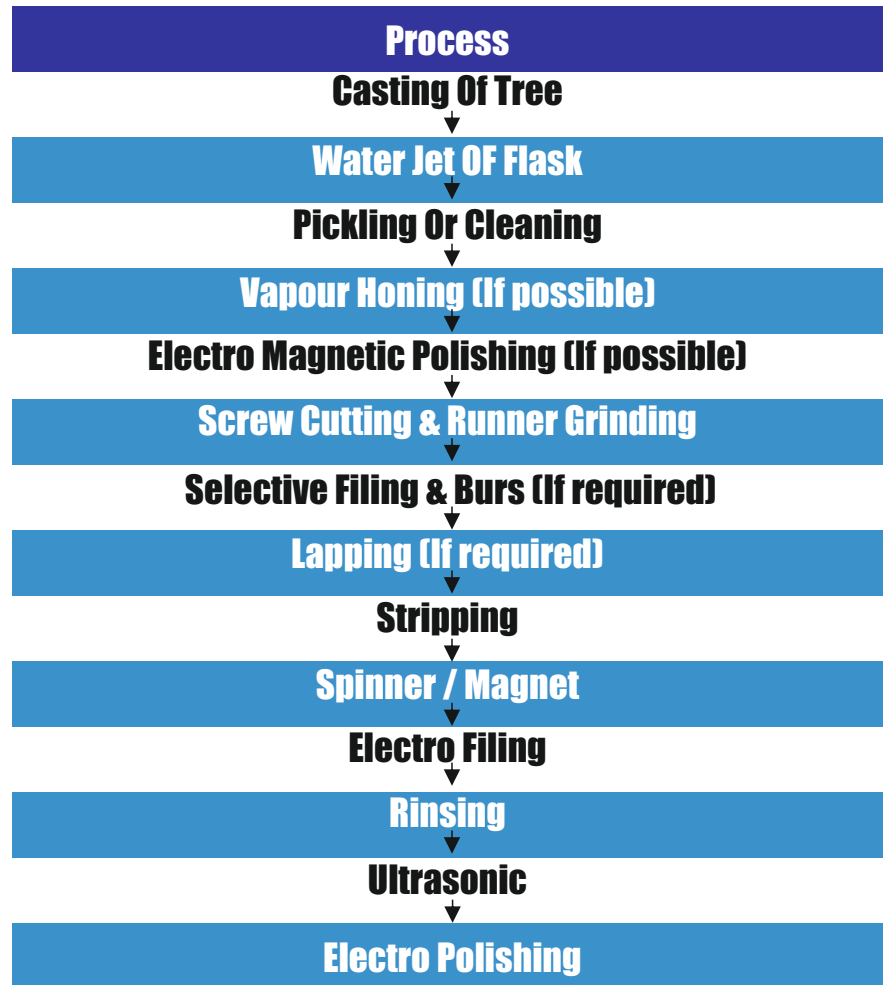 Process
Casting Of Tree
Water Jet OF Flask
Pickling Or Cleaning
Vapour Honing (If possible)
Electro Magnetic Polishing (If possible)
Screw Cutting & Runner Grinding
Selective Filing & Burs (If required)
Lapping (If required)
Stripping
Spinner / Magnet
Electro Filing
Rinsing
Ultrasonic
Electro Polishing